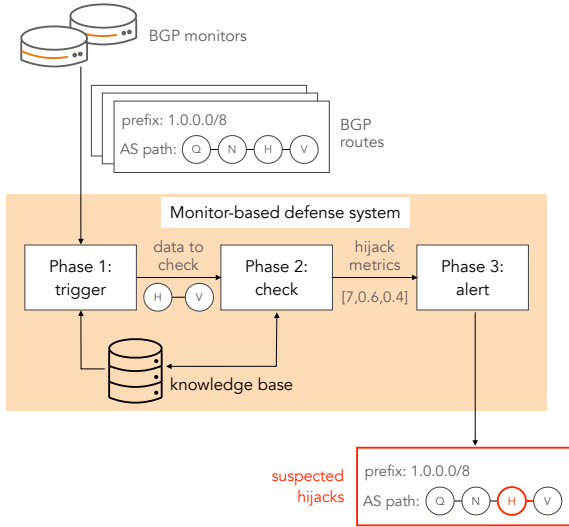 BGP monitors
prefix: 1.0.0.0/8
AS path: Q N H V
BGP
routes
Monitor-based defense system
Phase 1:
trigger
data to
check
H V
Phase 2:
check
hijack
metrics
[7,0.6,0.4]
Phase 3:
alert
knowledge base
suspected
hijacks
prefix: 1.0.0.0/8
AS path: Q N H V